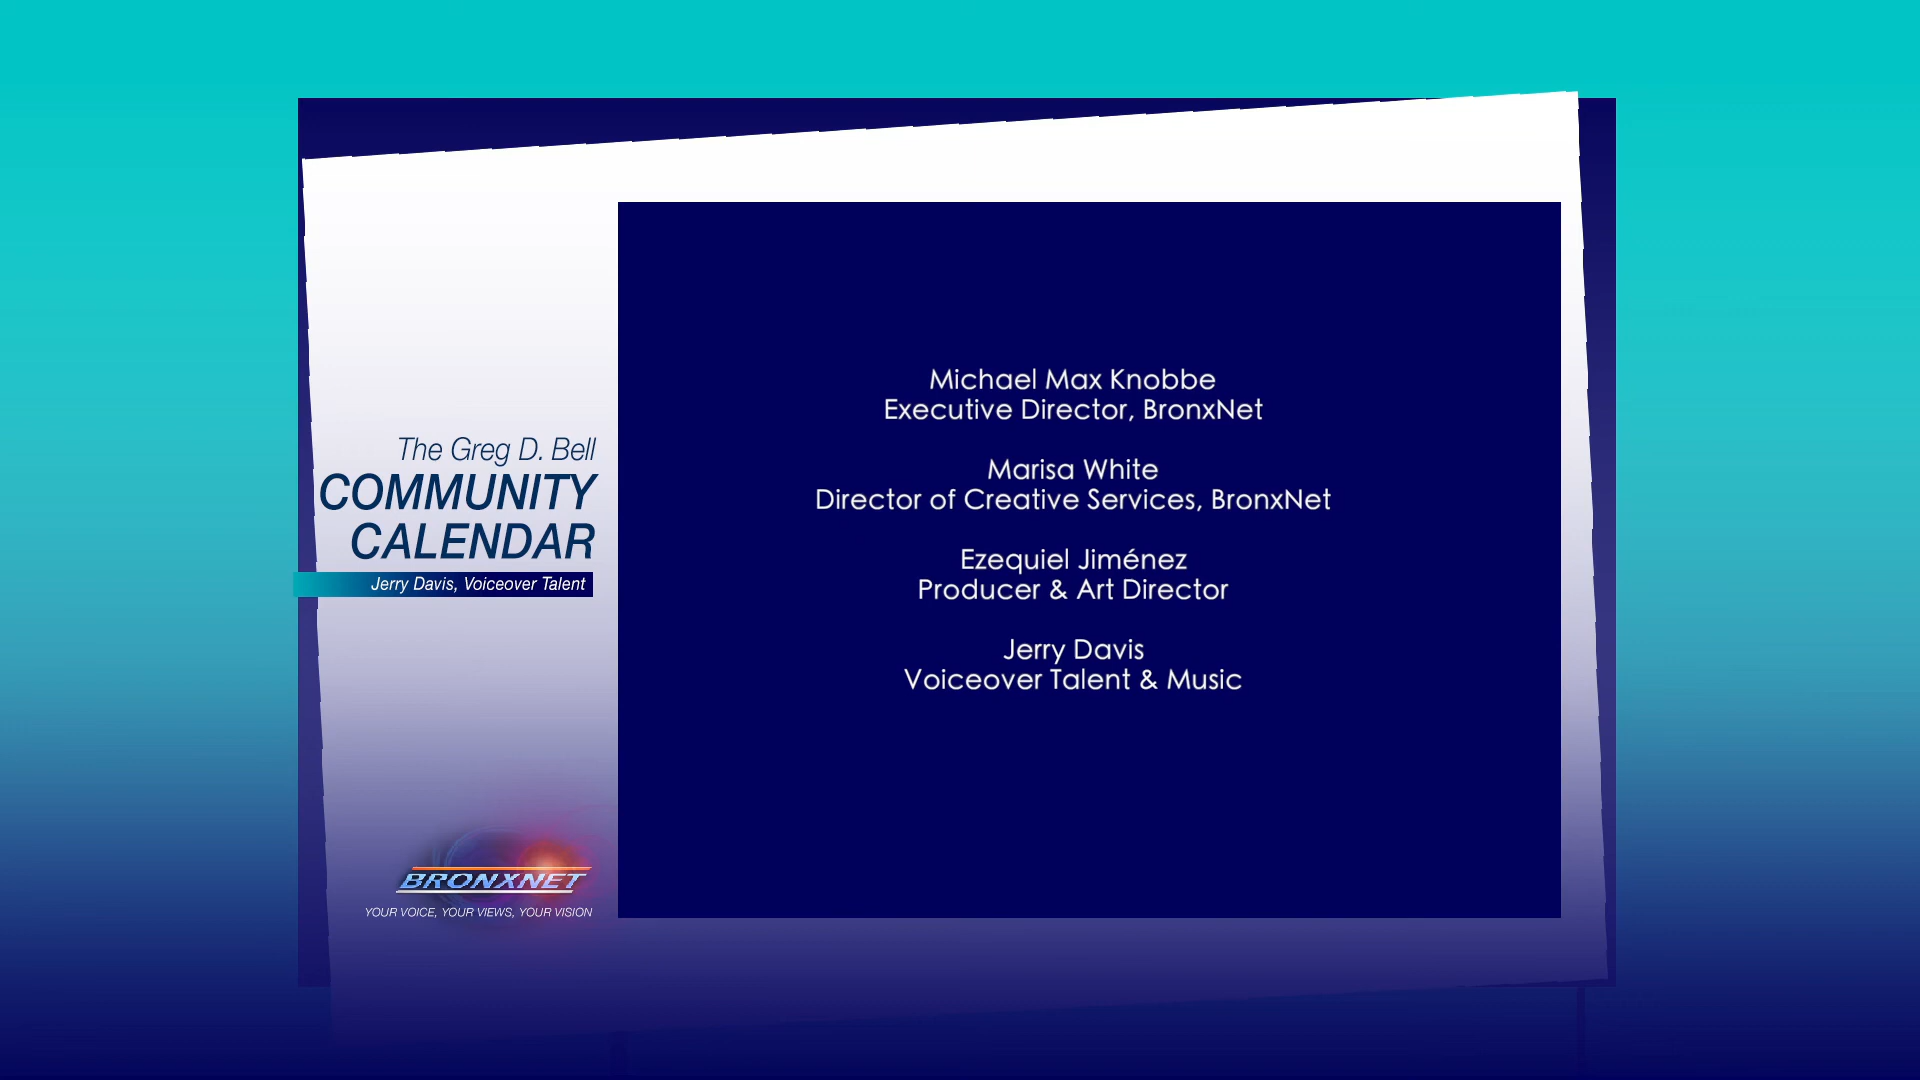 The Greg D. Bell
COMMUNITY
CALENDAR
Jerry Davis, Voiceover Talent
BRONXNET
YOUR VOICE, YOUR VIEWS, YOUR VISION
Michael Max Knobbe
Executive Director, BronxNet
Marisa White
Director of Creative Services, BronxNet
Ezequiel Jiménez
Producer & Art Director
Jerry Davis
Voiceover Talent & Music